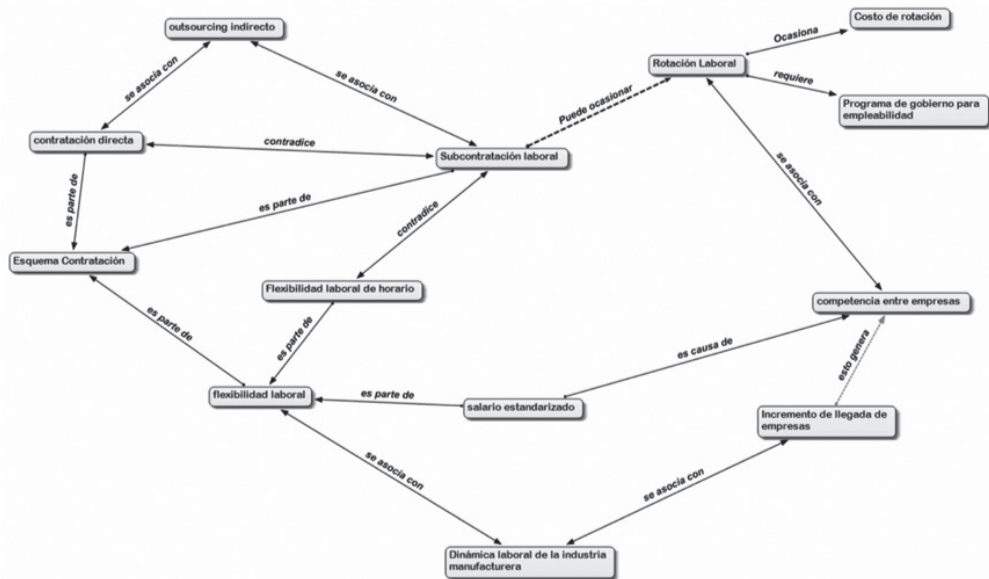 outsourcing indirecto
Costo de rotación
Ocasiona
Rotación Laboral
requiere
Programa de gobierno para
empleabilidad
se asocia con
se asocia con
Puede ocasionar
contratación directa
contradice
Subcontratación laboral
es parte de
es parte de
contradice
se asocia con
Esquema Contratación
Flexibilidad laboral de horario
competencia entre empresas
es parte de
es parte de
es causa de
esto genera
flexibilidad laboral
es parte de
salario estandarizado
Incremento de llegada de
empresas
se asocia con
se asocia con
Dinámica laboral de la industria
manufacturera